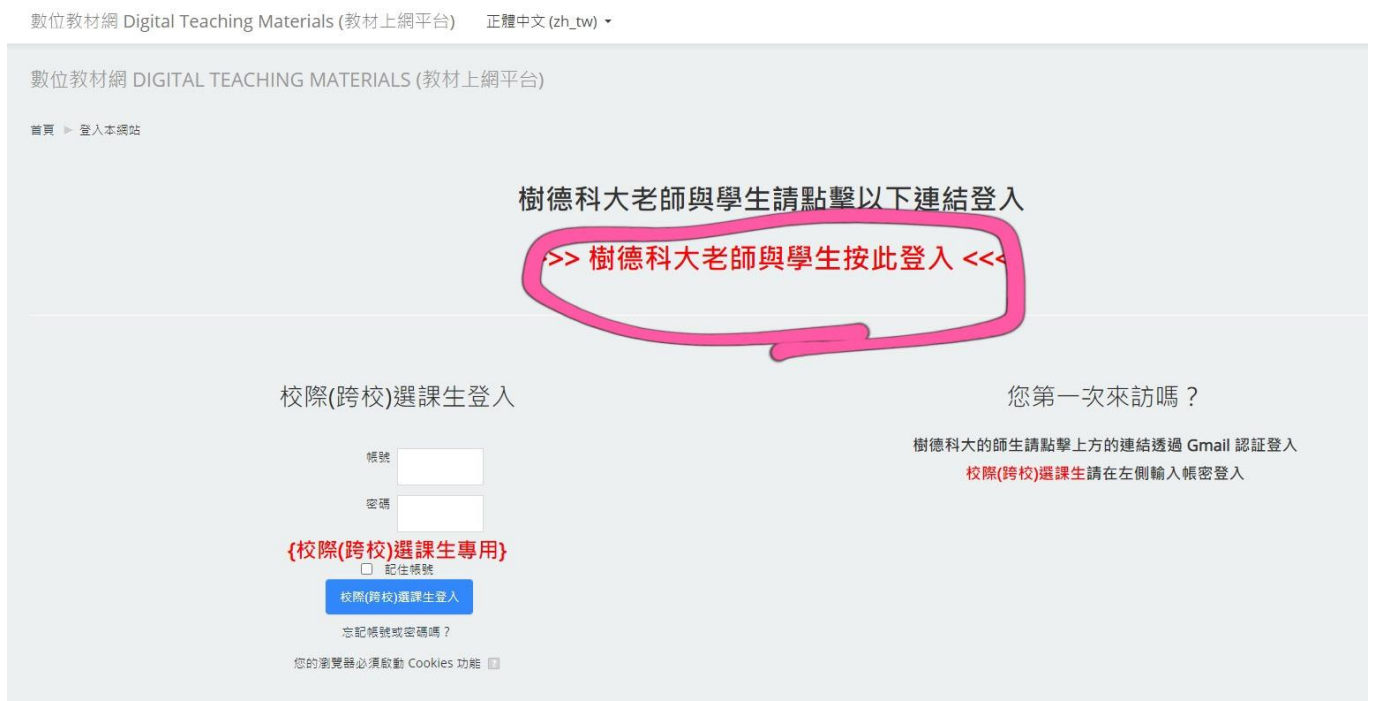 數位教材網 Digital Teaching Materials (教材上網平台) 正體中文 (zh_tw)
數位教材網 DIGITAL TEACHING MATERIALS (教材上網平台)
首頁 ► 登入本網站
樹德科大老師與學生請點擊以下連結登入
>> 樹德科大老師與學生按此登入 <<<
校際(跨校)選課生登入
帳號
密碼
{校際(跨校)選課生專用}
記住帳號
校際(跨校)選課生登入
忘記帳號或密碼嗎？
您的瀏覽器必須啟動 Cookies 功能 ?
您第一次來訪嗎？
樹德科大的師生請點擊上方的連結透過 Gmail 認証登入
校際(跨校)選課生請在左側輸入帳密登入